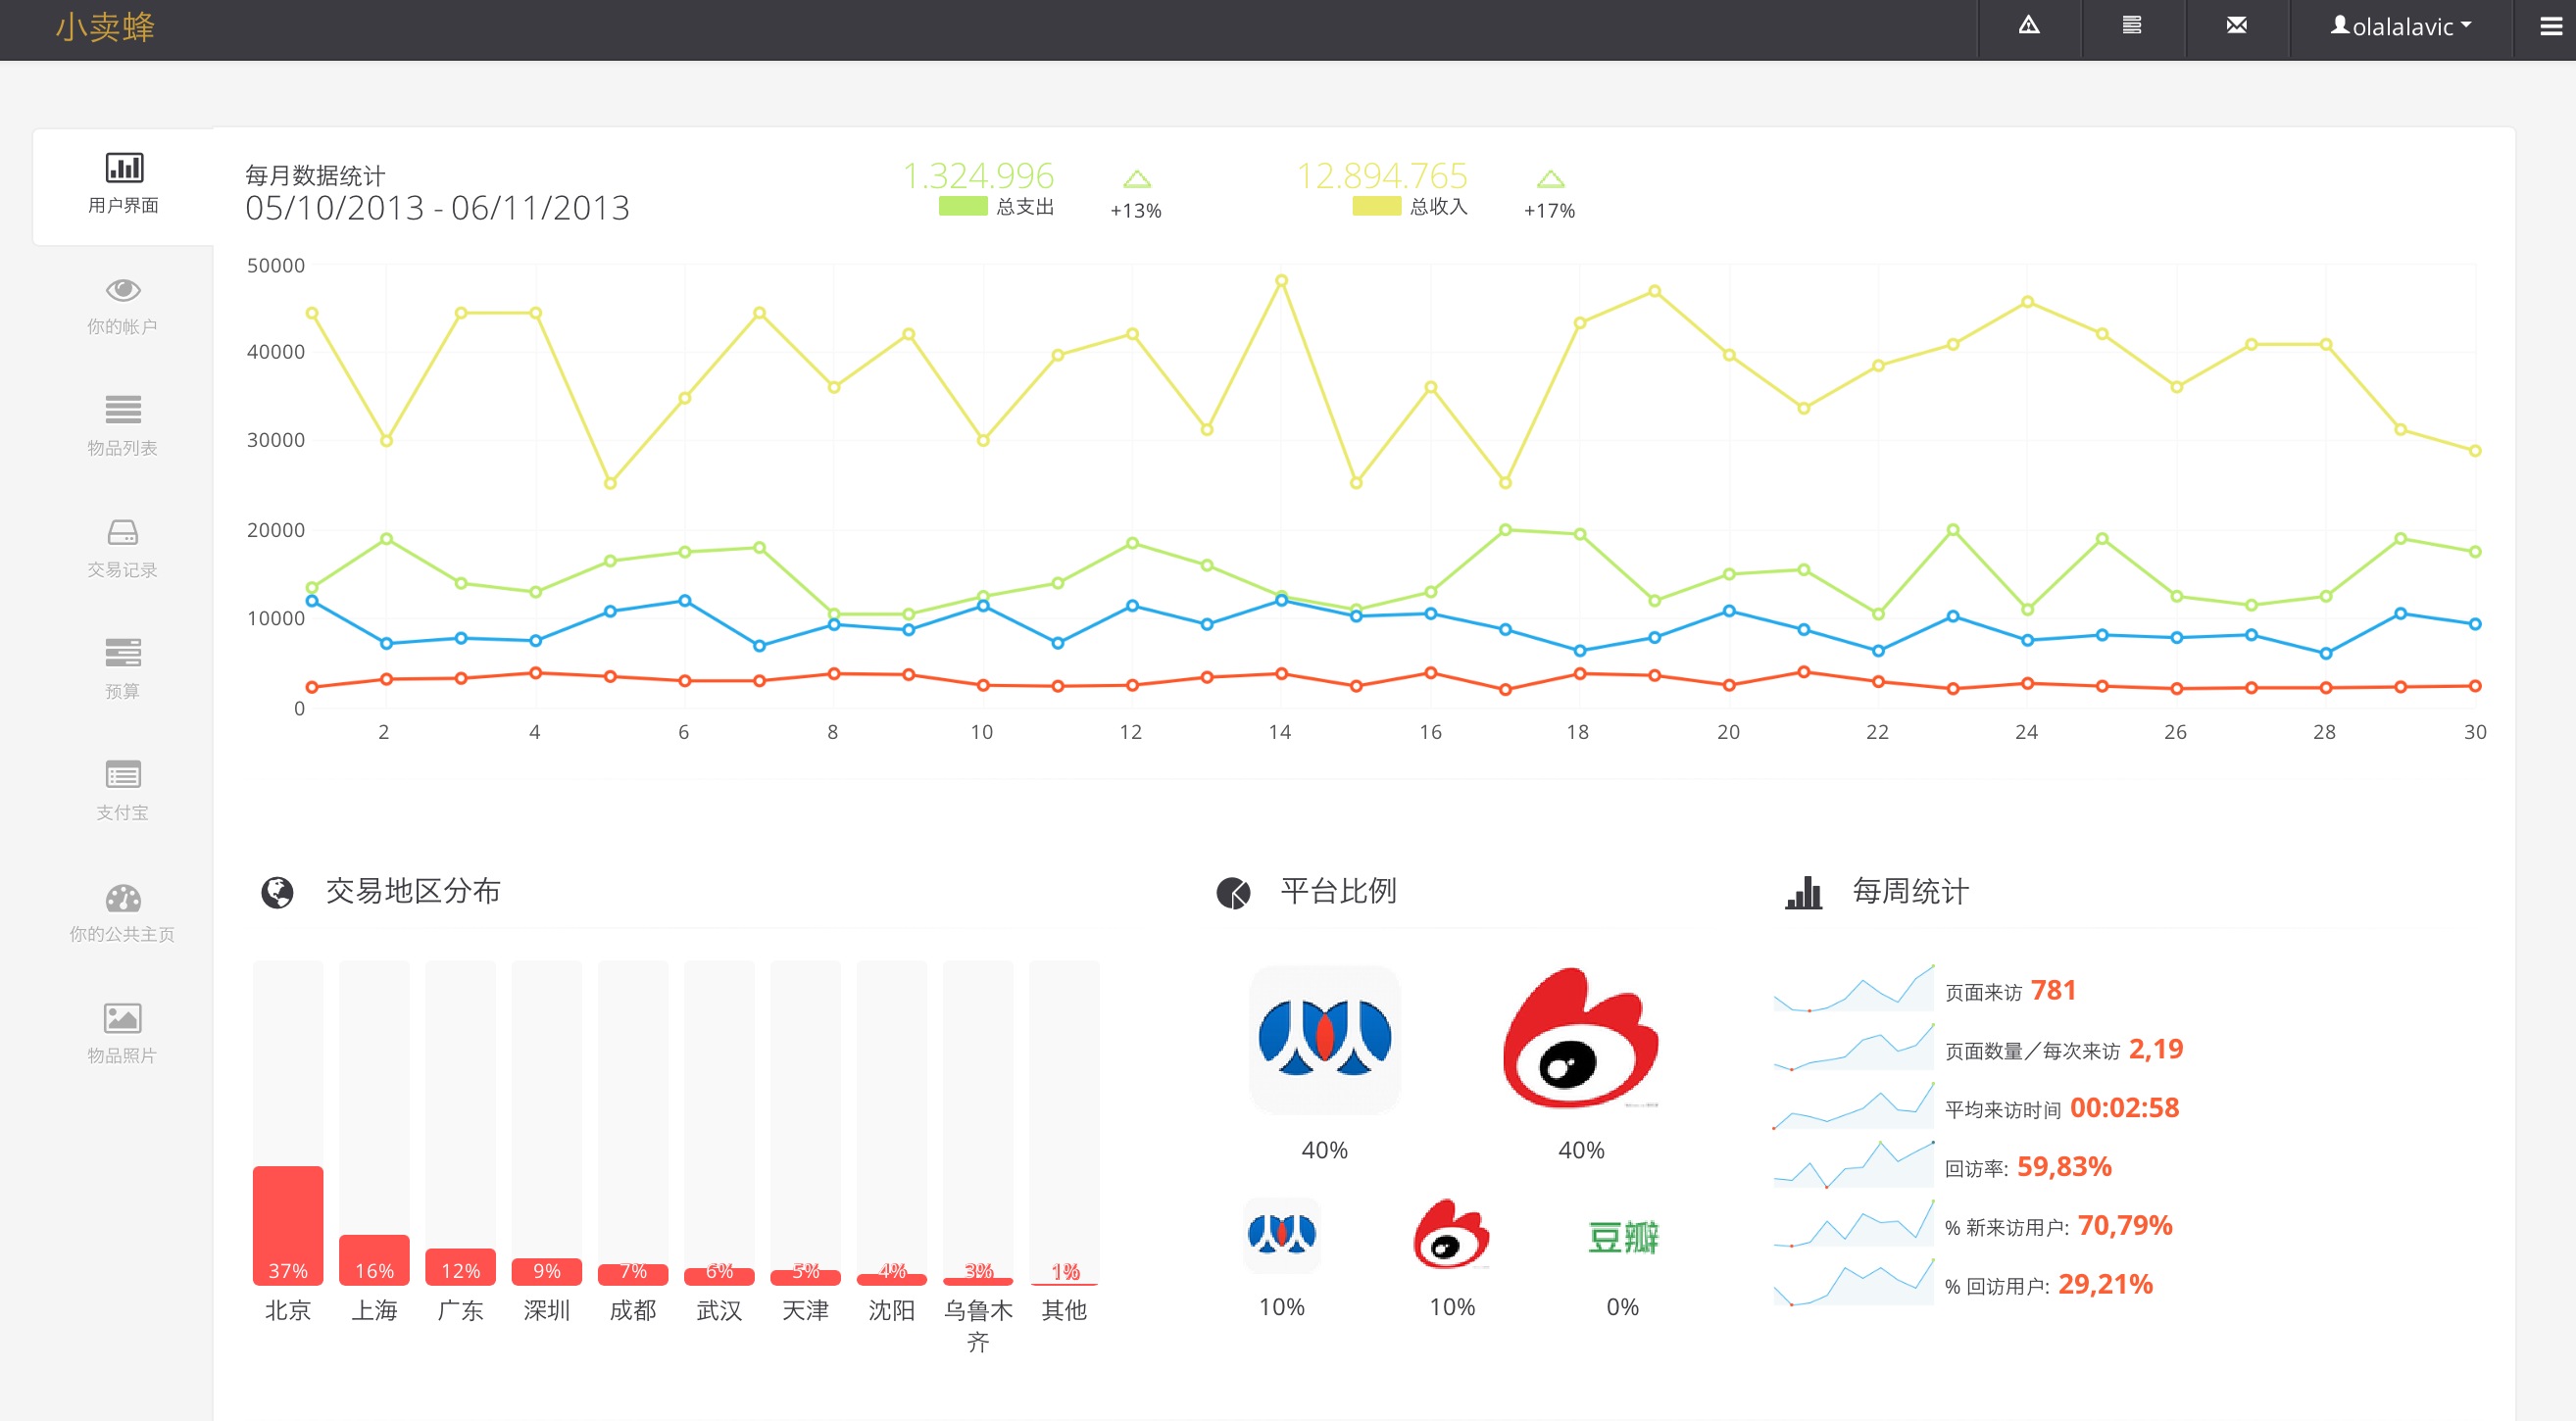 小卖蜂
olalalavic
用户界面
你的帐户
物品列表
交易记录
预算
支付宝
你的公共主页
物品照片
每月数据统计
05/10/2013 - 06/11/2013
1.324.996
总支出
+13%
12.894.765
总收入
+17%
50000
40000
30000
20000
10000
0
2 4 6 8 10 12 14 16 18 20 22 24 26 28 30
交易地区分布
37% 16% 12% 9% 7% 6% 5% 4% 3% 1%
北京 上海 广东 深圳 成都 武汉 天津 沈阳 乌鲁木 其他
齐
平台比例
40% 40%
豆瓣
10% 10% 0%
每周统计
页面来访 781
页面数量／每次来访 2,19
平均来访时间 00:02:58
回访率: 59,83%
% 新来访用户: 70,79%
% 回访用户: 29,21%